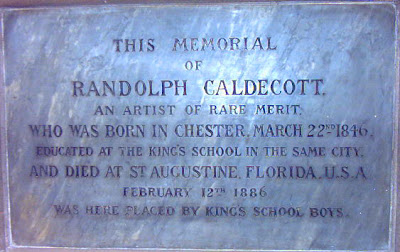 THIS MEMORIAL
OF
RANDOLPH CALDECOTT.
AN ARTIST OF RARE MERIT.
WHO WAS BORN IN CHESTER, MARCH 22ND 1846,
EDUCATED AT THE KING'S SCHOOL IN THE SAME CITY,
AND DIED AT ST AUGUSTINE, FLORIDA, U.S.A
FEBRUARY 12TH 1886
WAS HERE PLACED BY KING'S SCHOOL BOYS.